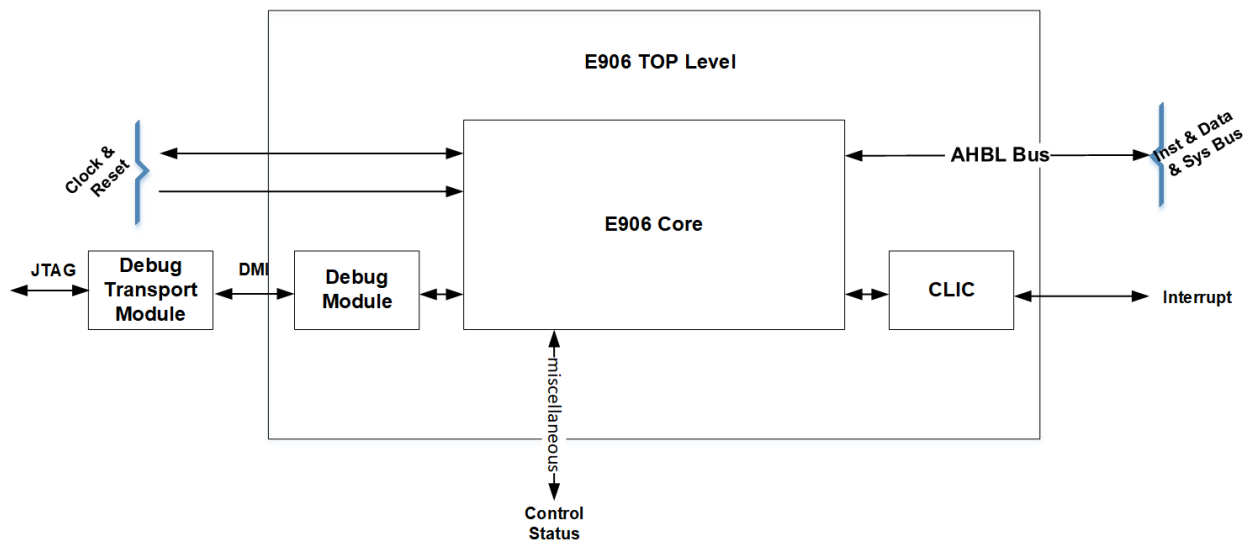 E906 TOP Level
Clock &
Reset
E906 Core
AHBL Bus
Inst & Data
& Sys Bus
JTAG
Debug
Transport
Module
DMI
Debug
Module
CLIC
Interrupt
miscellaneous
Control
Status